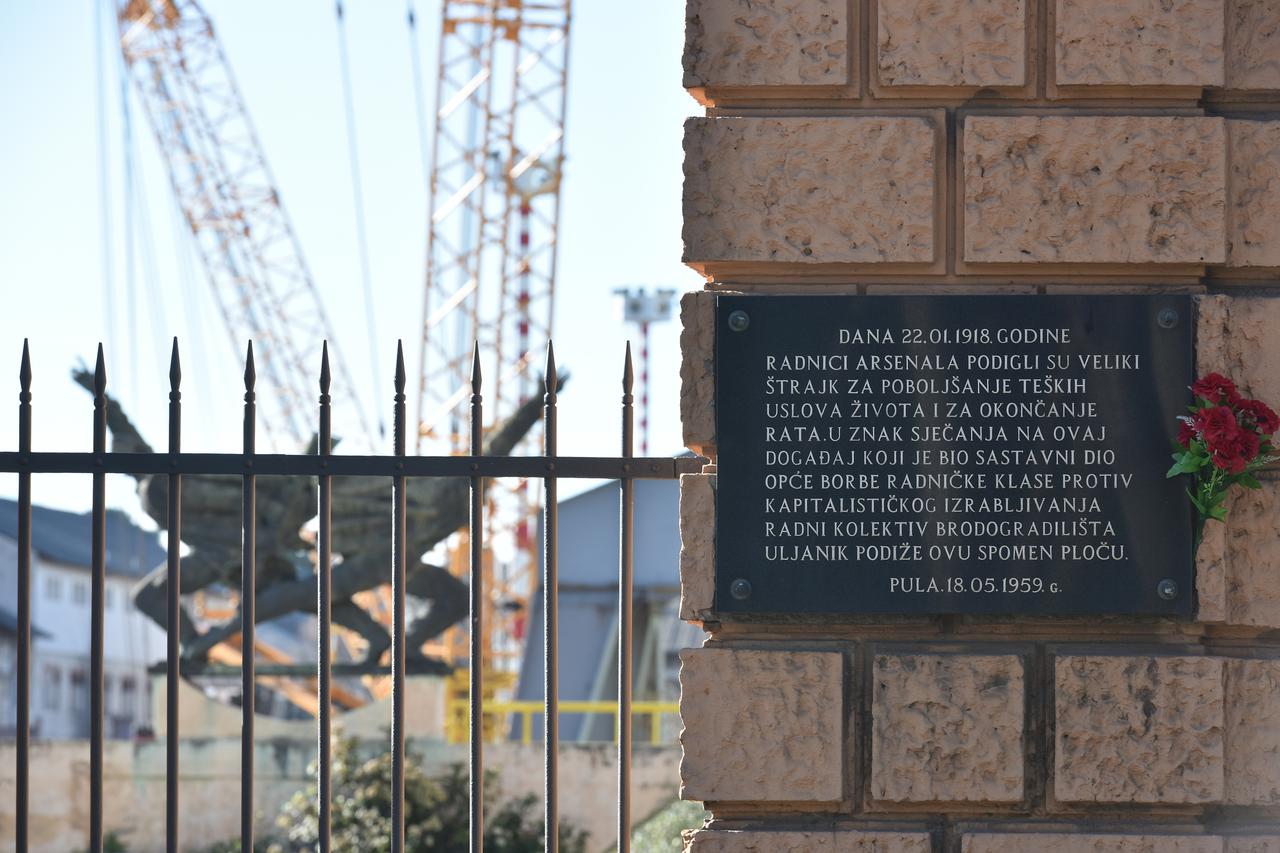 DANA 22.01.1918. GODINE
RADNICI ARSENALA PODIGLI SU VELIKI
ŠTRAJK ZA POBOLJŠANJE TEŠKIH
USLOVA ŽIVOTA I ZA OKONČANJE
RATA.U ZNAK SJEČANJA NA OVAJ
DOGAĐAJ KOJI JE BIO SASTAVNI DIO
OPĆE BORBE RADNIČKE KLASE PROTIV
KAPITALISTIČKOG IZRABLJIVANJA
RADNI KOLEKTIV BRODOGRADILIŠTA
ULJANIK PODIŽE OVU SPOMEN PLOČU.
PULA.18.05.1959. G.